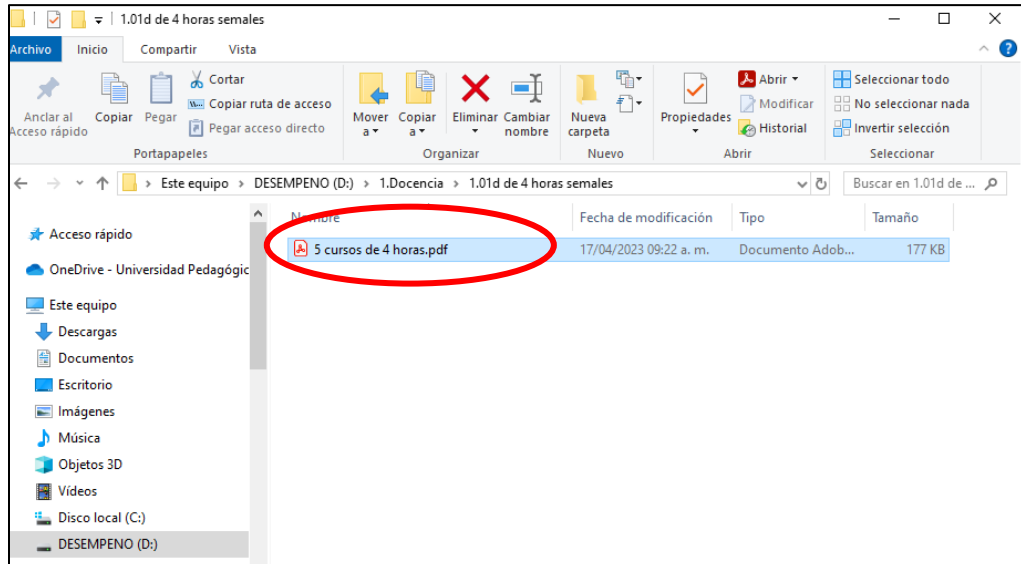 1.01d de 4 horas semales
Archivo Inicio Compartir Vista
Anclar al Acceso rápido
Copiar
Pegar
Cortar
Copiar ruta de acceso
Pegar acceso directo
Portapapeles
Mover a
Copiar a
Eliminar
Cambiar nombre
Organizar
Nueva carpeta
Nuevo
Propiedades
Abrir
Modificar
Historial
Abrir
Seleccionar todo
No seleccionar nada
Invertir selección
Seleccionar
Este equipo > DESEMPENO (D:) > 1.Docencia > 1.01d de 4 horas semales
Buscar en 1.01d de ...
Nombre Fecha de modificación Tipo Tamaño
5 cursos de 4 horas.pdf 17/04/2023 09:22 a. m. Documento Adob... 177 KB
Acceso rápido
OneDrive - Universidad Pedagógic
Este equipo
Descargas
Documentos
Escritorio
Imágenes
Música
Objetos 3D
Vídeos
Disco local (C:)
DESEMPENO (D:)